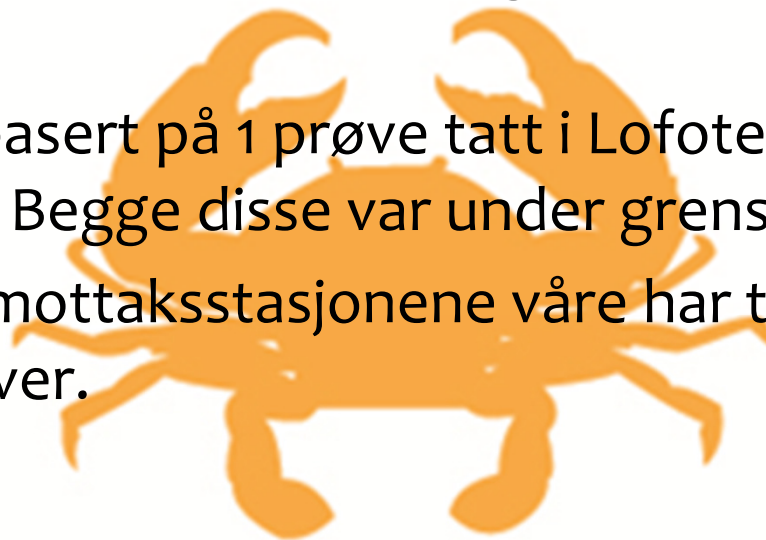 asert på 1 prøve tatt i Lofote
Begge disse var under grens
mottaksstasjonene våre har t
ver.